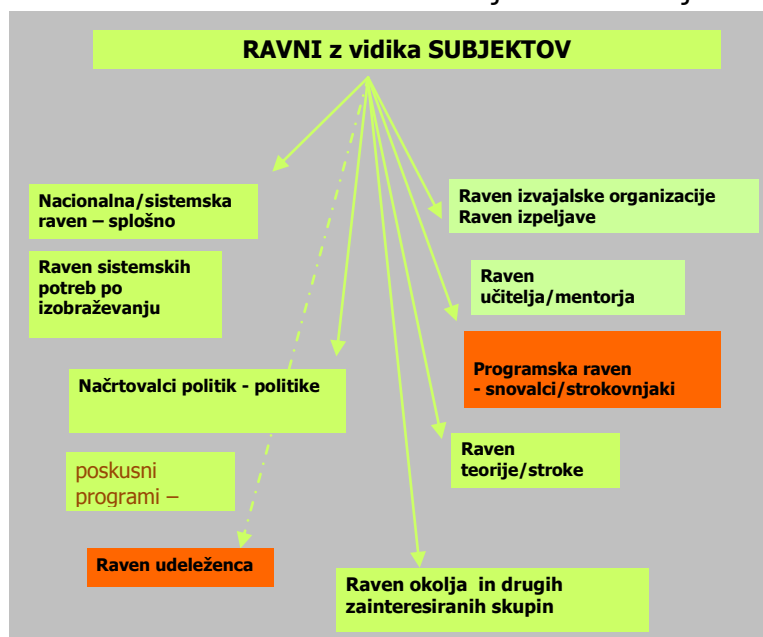 RAVNI z vidika SUBJEKTOV
Nacionalna/sistemska
raven – splošno
Raven sistemskih
potreb po
izobraževanju
Načrtovalci politik - politike
poskusni
programi –
Raven udeleženca
Raven izvajalske organizacije
Raven izpeljave
Raven
učitelja/mentorja
Programska raven
- snovalci/strokovnjaki
Raven
teorije/stroke
Raven okolja in drugih
zainteresiranih skupin